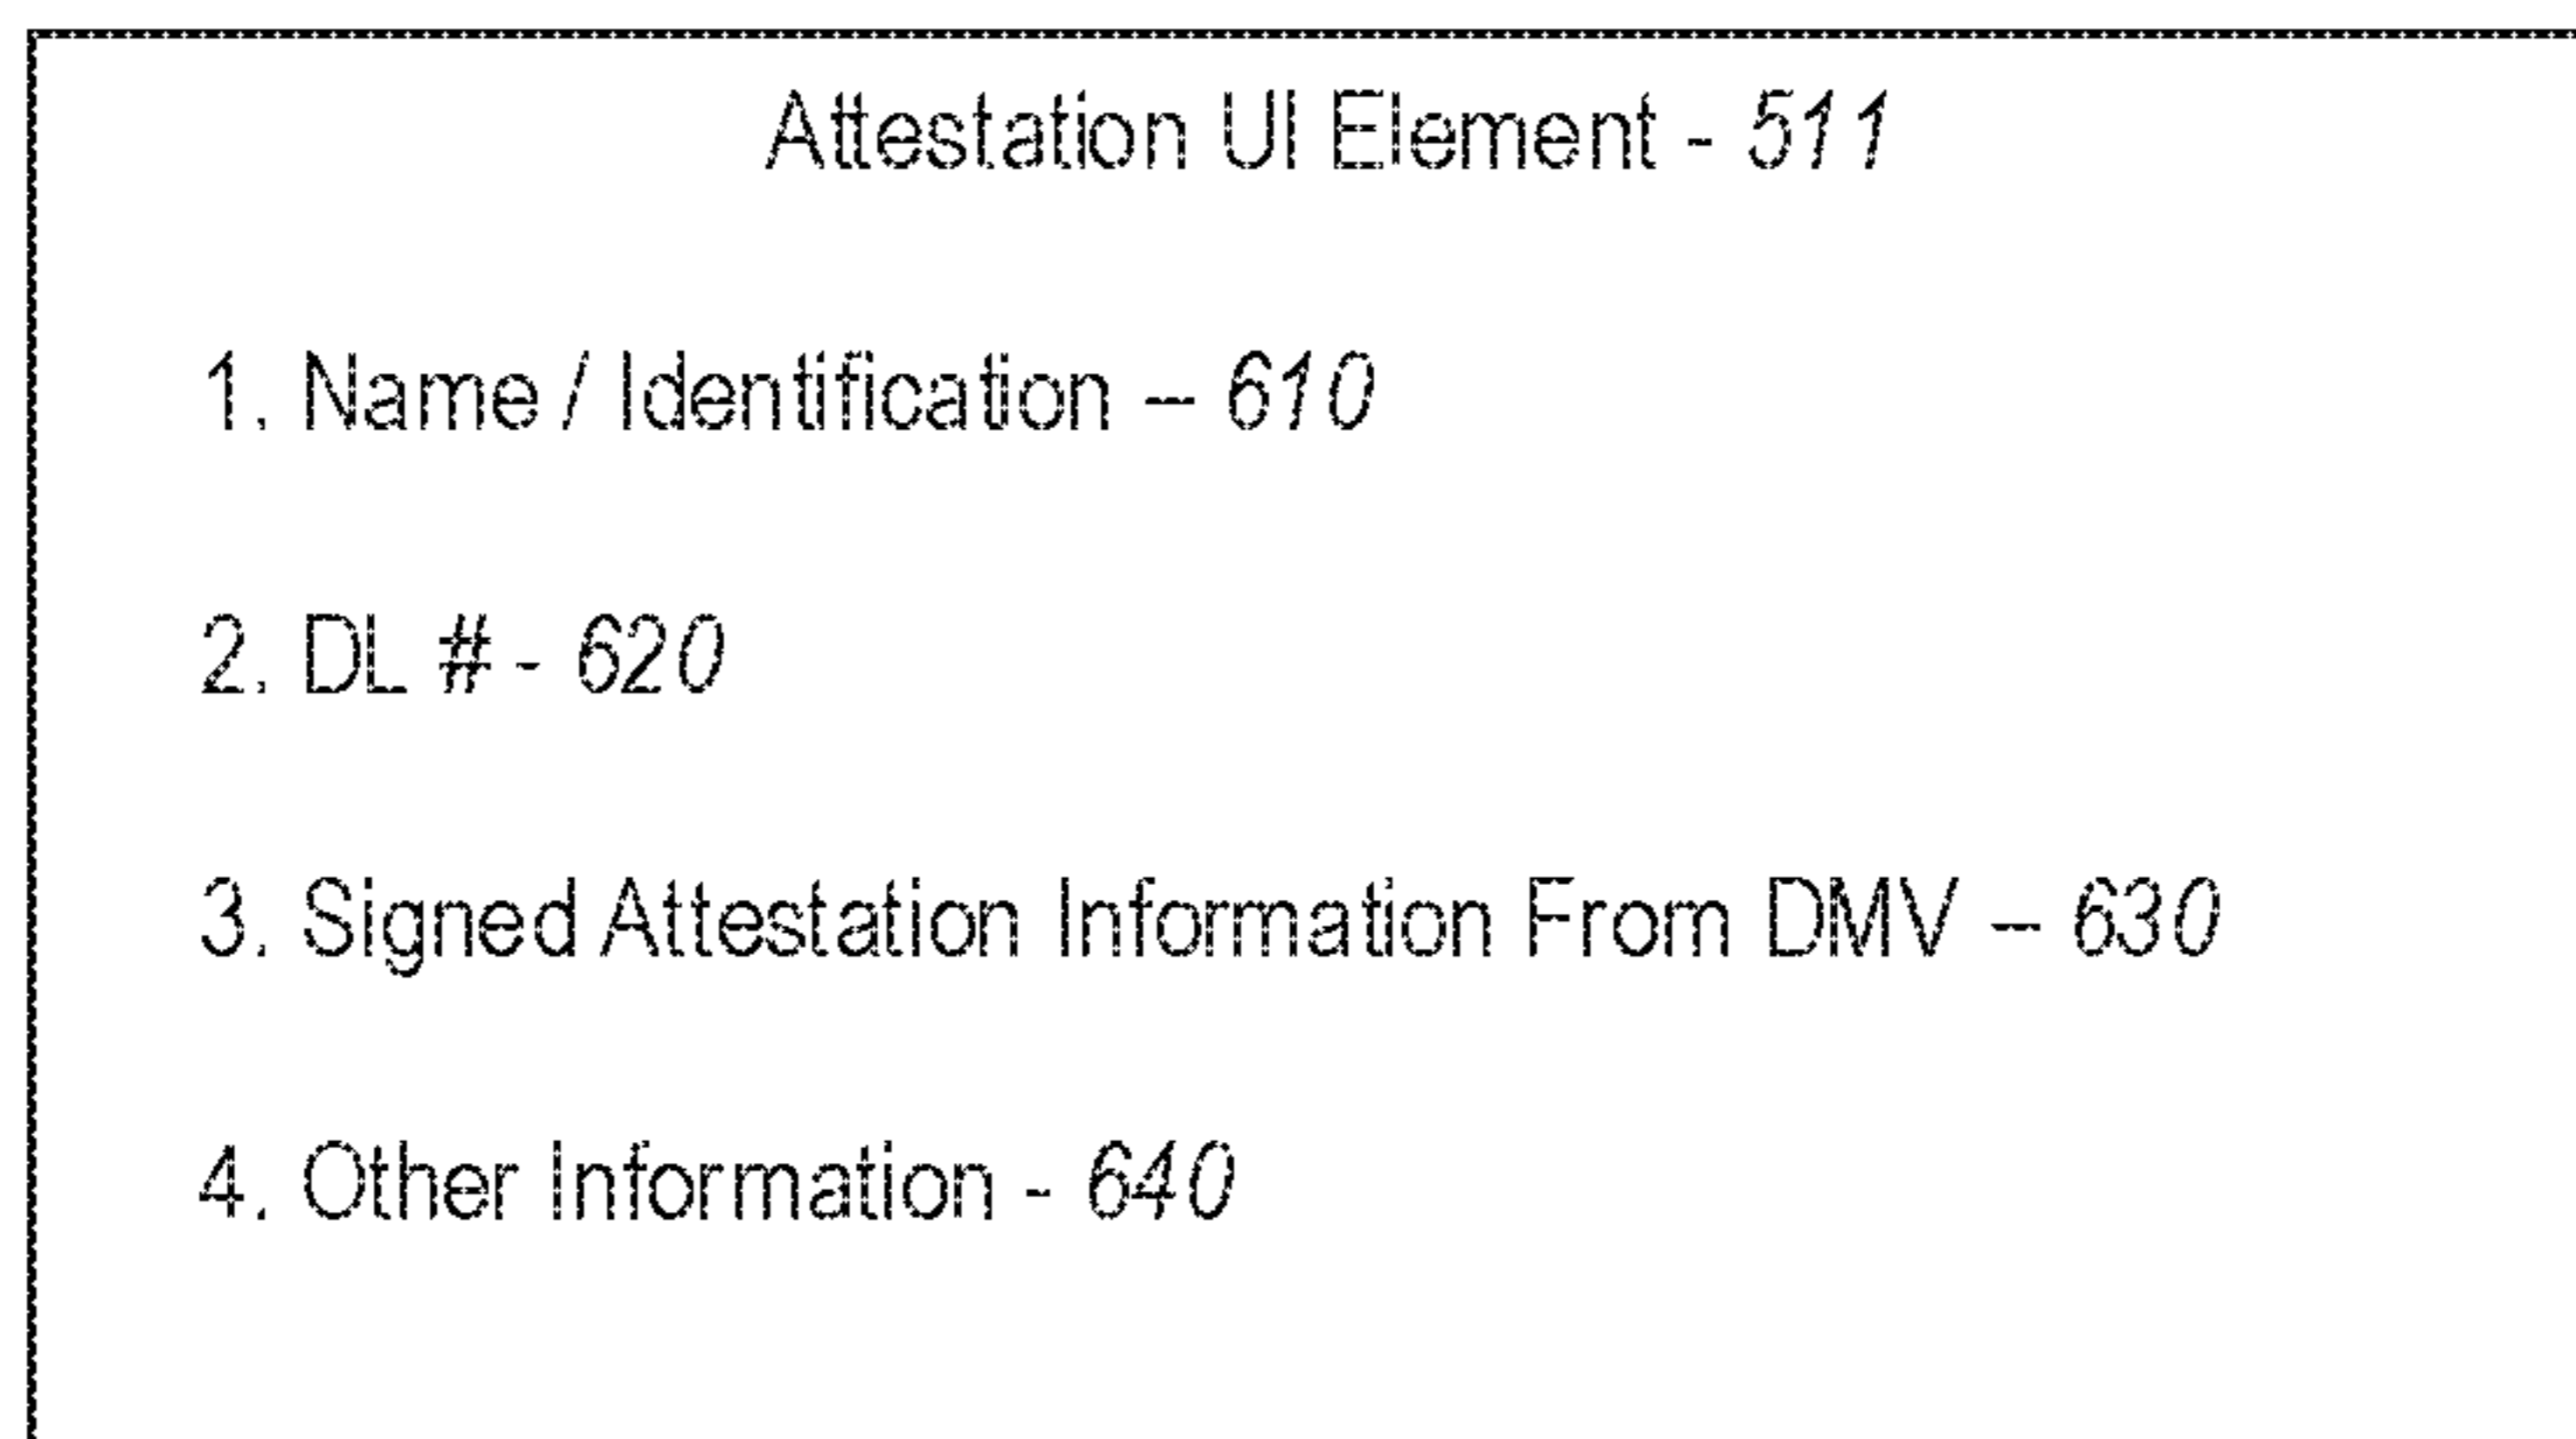 Attestation UI Element - 511
1. Name / Identification – 610
2. DL # - 620
3. Signed Attestation Information From DMV – 630
4. Other Information - 640